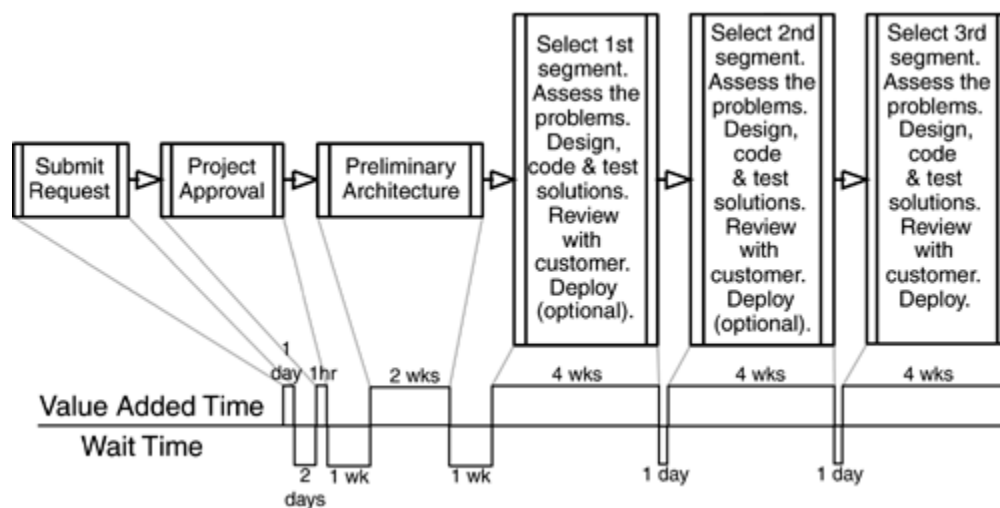 Submit
Request
Project
Approval
Preliminary
Architecture
Select 1st
segment.
Assess the
problems.
Design,
code & test
solutions.
Review
with
customer.
Deploy
(optional).
Select 2nd
segment.
Assess the
problems.
Design,
code
& test
solutions.
Review
with
customer.
Deploy
(optional).
Select 3rd
segment.
Assess the
problems.
Design,
code
& test
solutions.
Review
with
customer.
Deploy.
1
day
1hr
2 wks
4 wks
4 wks
4 wks
Value Added Time
Wait Time
2
days
1 wk
1 wk
1 day
1 day